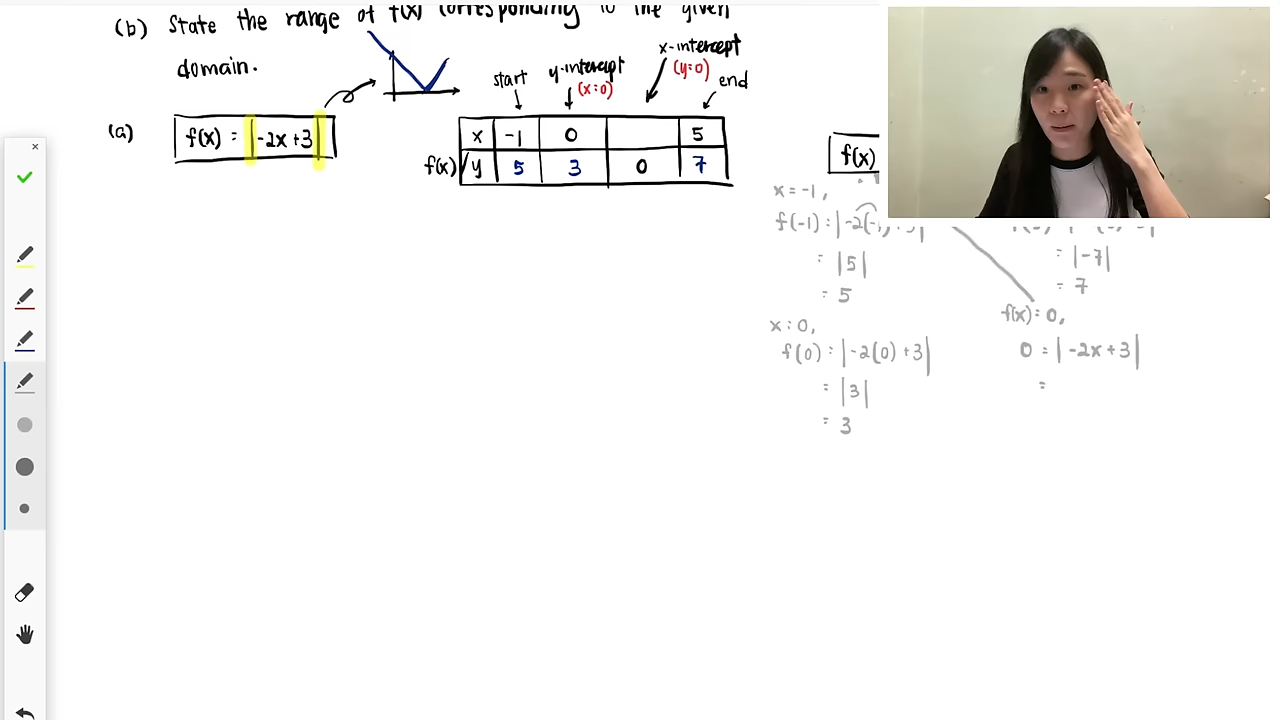 (b) State the range of f(x) corresponding to the given
domain.
(a) f(x) = |-2x+3|
start
y-intercept
(x=0)
x-intercept
(y=0)
end
x -1 0 5
f(x)/y 5 3 0 7
f(x)
x=-1,
f(-1) = |-2(-1)+3|
= |5|
= 5
x=0,
f(0) = |-2(0)+3|
= |3|
= 3
= |-7|
= 7
f(x)=0,
0 = |-2x+3|
=